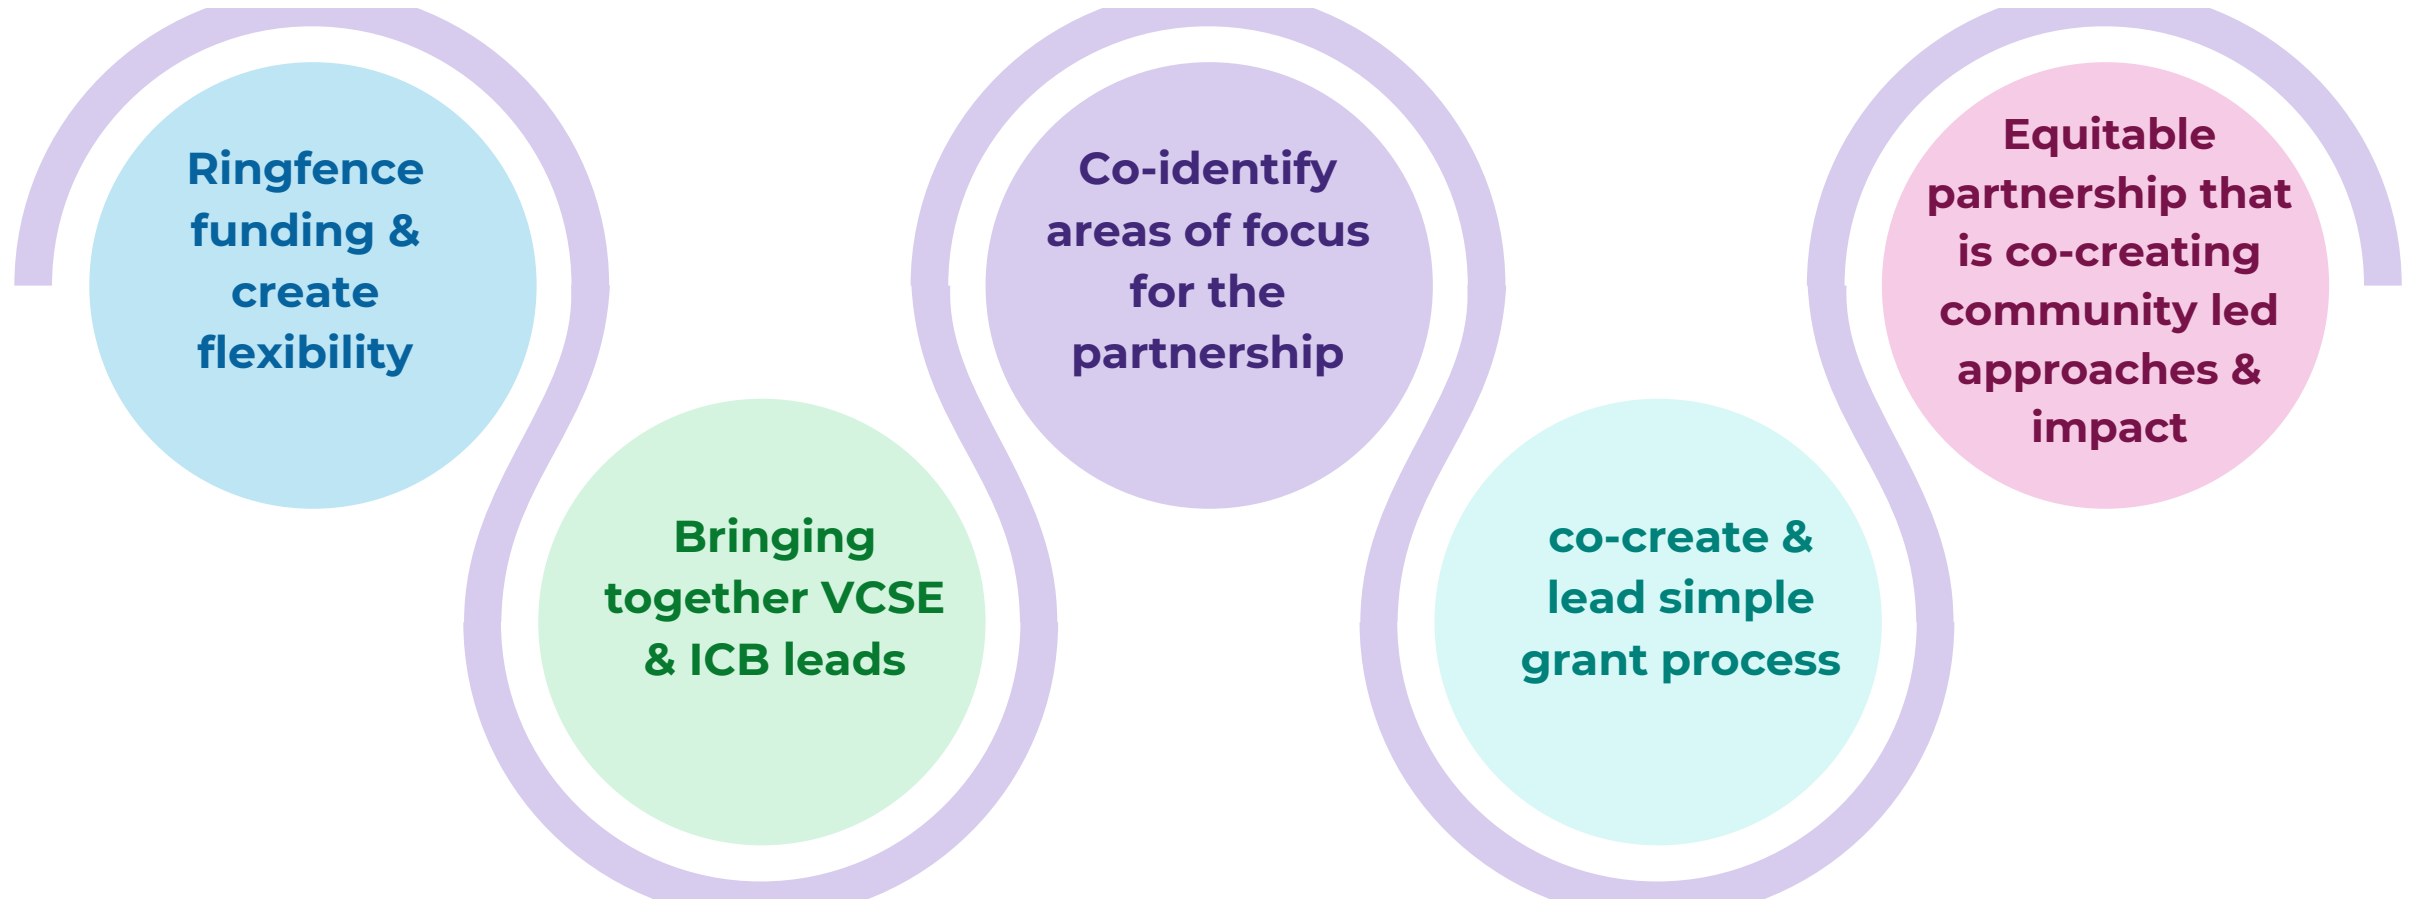 Ringfence
funding &
create
flexibility
Bringing
together VCSE
& ICB leads
Co-identify
areas of focus
for the
partnership
co-create &
lead simple
grant process
Equitable
partnership that
is co-creating
community led
approaches &
impact